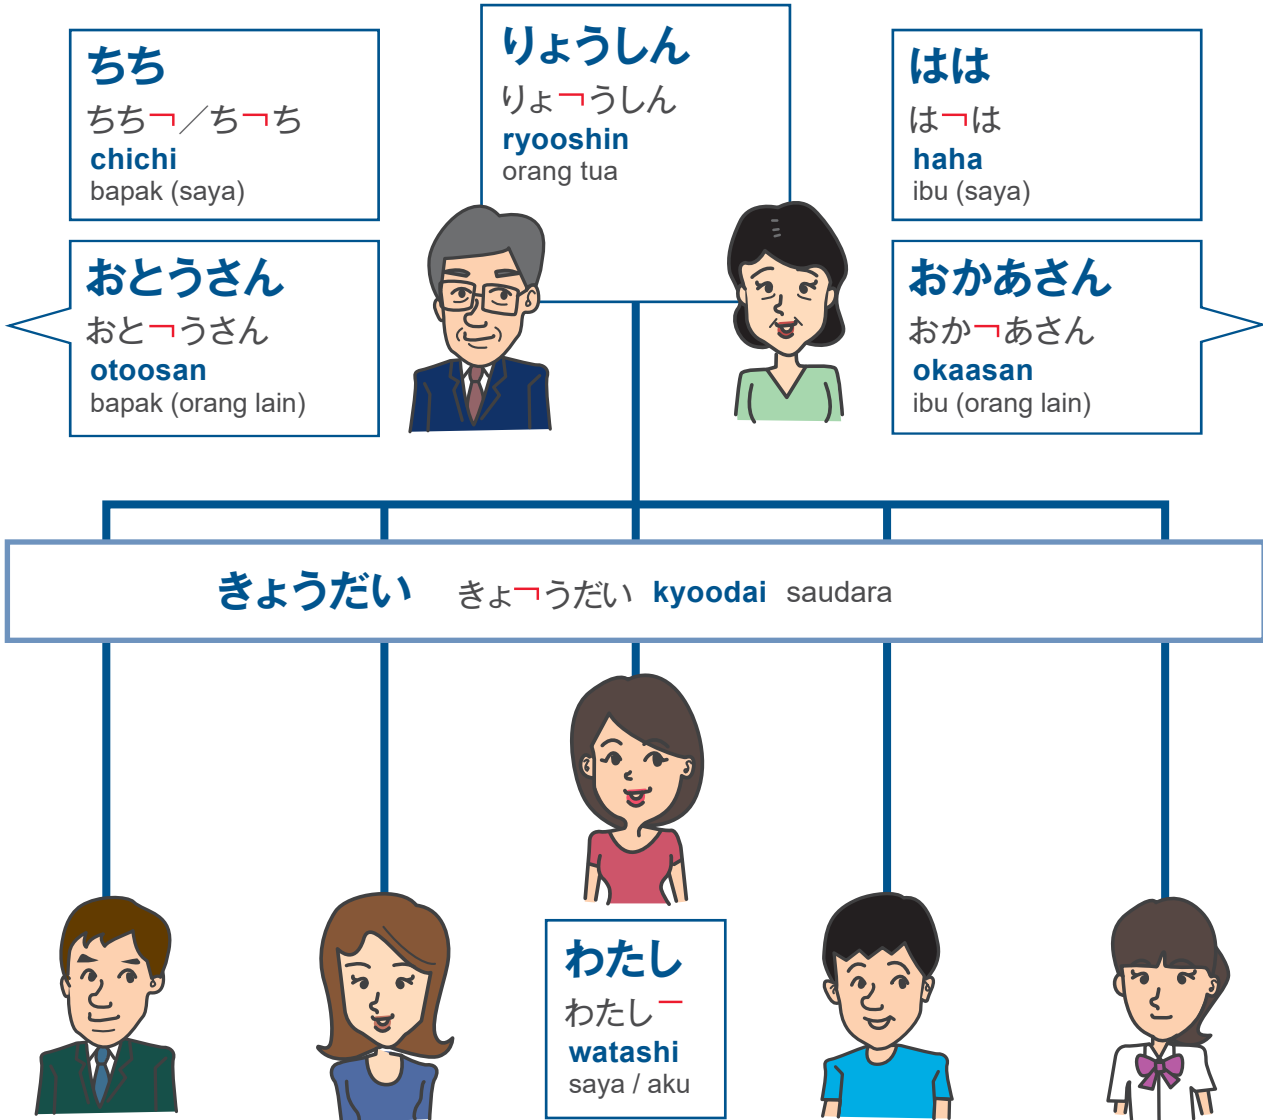 ちち
ちち¬／ち¬ち
chichi
bapak (saya)
りょうしん
りょ¬うしん
ryooshin
orang tua
はは
は¬は
haha
ibu (saya)
おとうさん
おと¬うさん
otoosan
bapak (orang lain)
おかあさん
おか¬あさん
okaasan
ibu (orang lain)
きょうだい きょ¬うだい kyoodai saudara
わたし
わたし¯
watashi
saya / aku